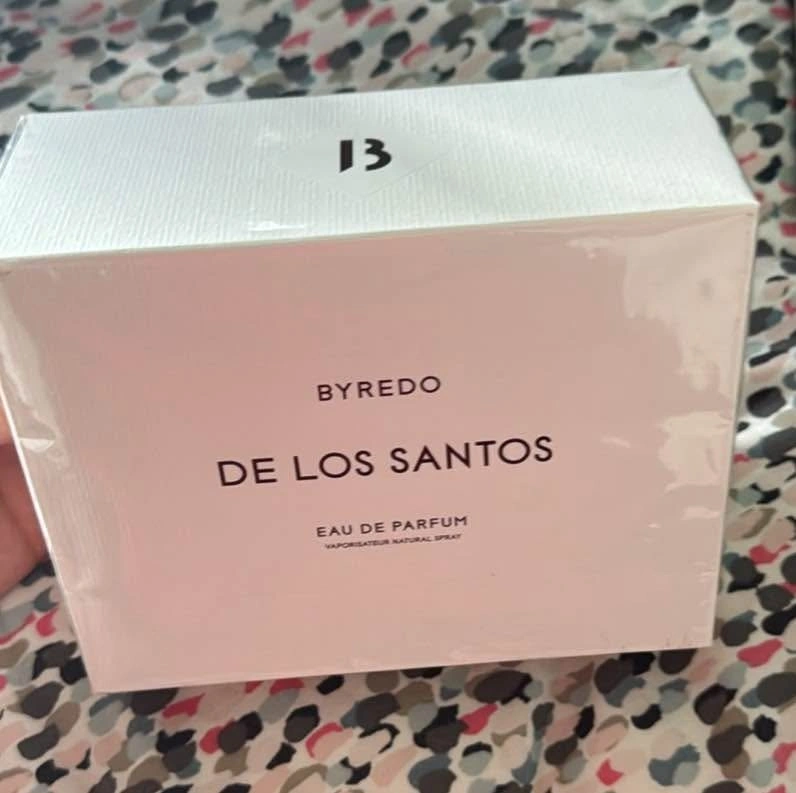 B
BYREDO
DE LOS SANTOS
EAU DE PARFUM
VAPORISATEUR NATURAL SPRAY